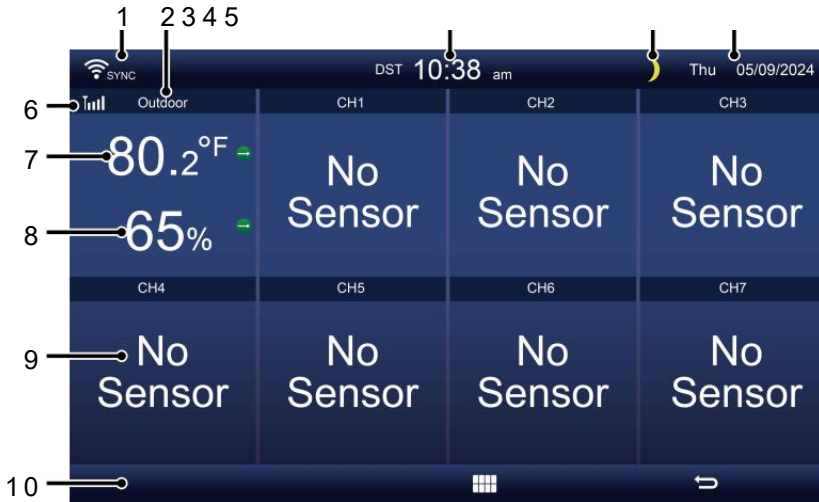 1 2 3 4 5
SYNC DST 10:38 am Thu 05/09/2024
6 Outdoor CH1 CH2 CH3
7 80.2°F
No Sensor
No Sensor
No Sensor
8 65%
CH4 CH5 CH6 CH7
9 No Sensor
No Sensor
No Sensor
No Sensor
10